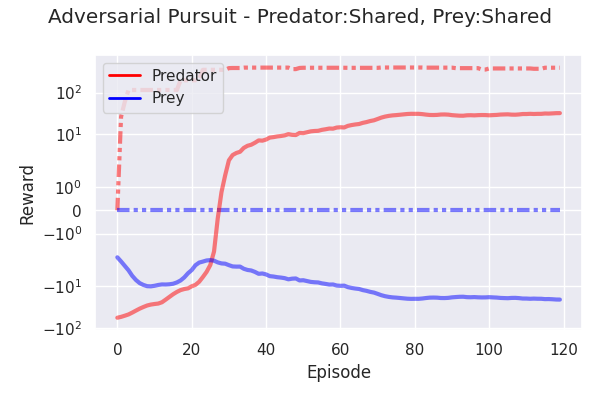 Adversarial Pursuit - Predator:Shared, Prey:Shared
Predator
Prey
Reward
10²
10¹
10⁰
0
−10⁰
−10¹
−10²
0 20 40 60 80 100 120
Episode